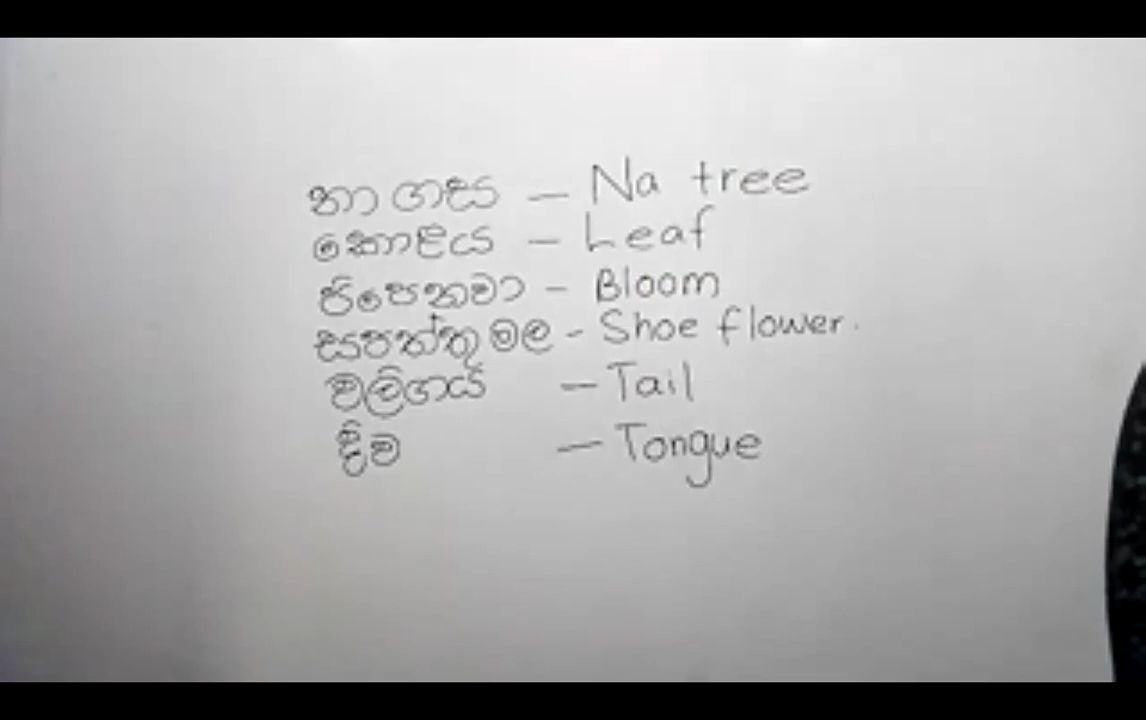 නා ගස – Na tree
කොළය – Leaf
පිපෙනවා – Bloom
සපත්තු මල - Shoe flower.
වලිගය – Tail
දිව – Tongue